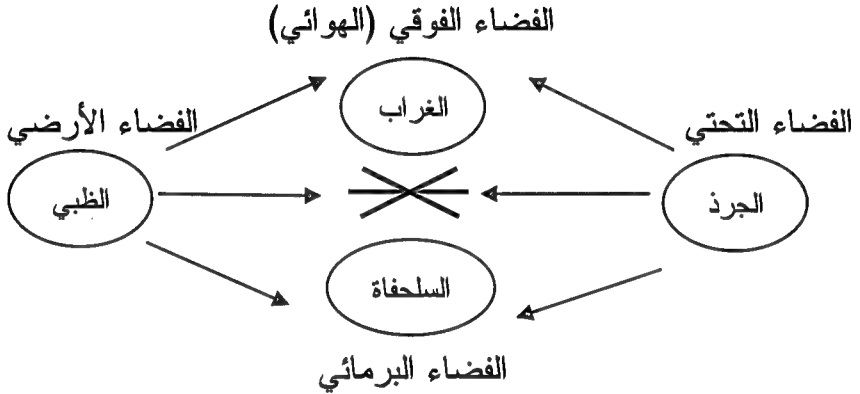 الفضاء الفوقي (الهوائي)
الغراب
الفضاء التحتي
الفضاء الأرضي
الجرذ
الظبي
السلحفاة
الفضاء البرمائي